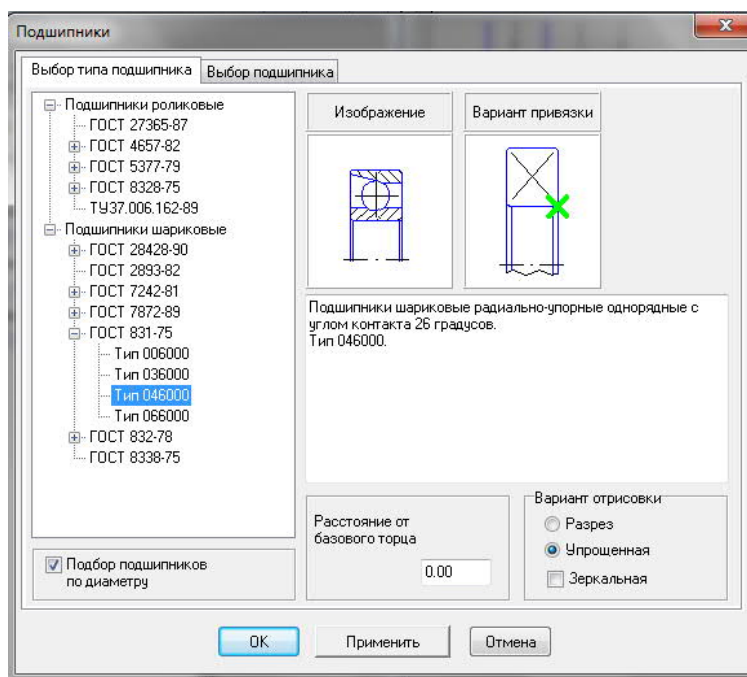 Подшипники
Выбор типа подшипника
Выбор подшипника
Подшипники роликовые
ГОСТ 27365-87
ГОСТ 4657-82
ГОСТ 5377-79
ГОСТ 8328-75
ТУ37.006.162-89
Подшипники шариковые
ГОСТ 28428-90
ГОСТ 2893-82
ГОСТ 7242-81
ГОСТ 7872-89
ГОСТ 831-75
Тип 006000
Тип 036000
Тип 046000
Тип 066000
ГОСТ 832-78
ГОСТ 8338-75
Подбор подшипников
по диаметру
Изображение
Вариант привязки
Подшипники шариковые радиально-упорные однорядные с
углом контакта 26 градусов.
Тип 046000.
Расстояние от
базового торца
0.00
Вариант отрисовки
Разрез
Упрощенная
Зеркальная
OK
Применить
Отмена